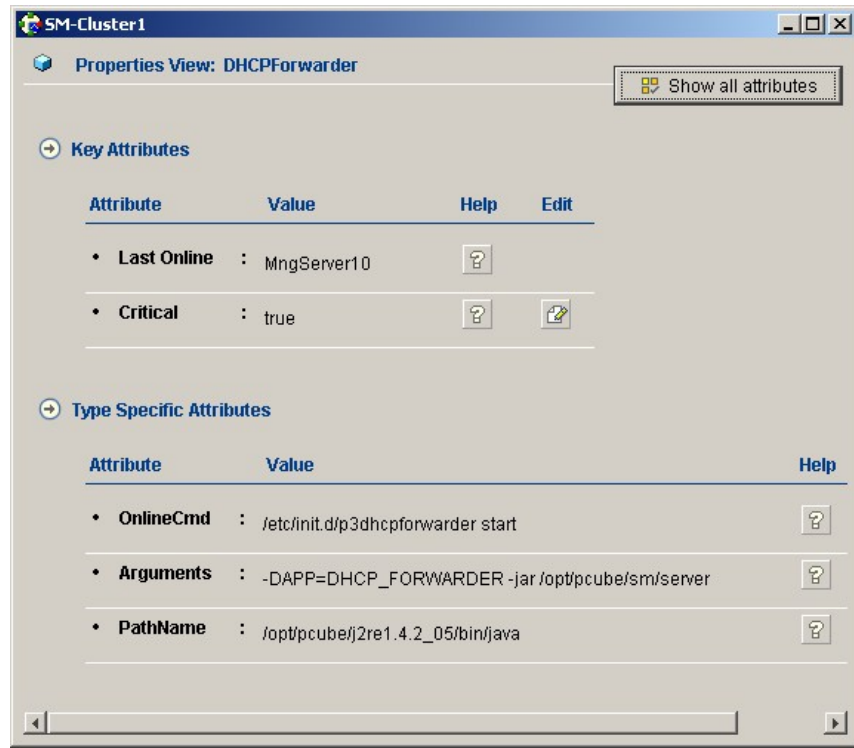 SM-Cluster1
Properties View: DHCPForwarder
Show all attributes
Key Attributes
Attribute Value Help Edit
• Last Online : MngServer10 ?
• Critical : true ?
Type Specific Attributes
Attribute Value Help
• OnlineCmd : /etc/init.d/p3dhcpforwarder start ?
• Arguments : -DAPP=DHCP_FORWARDER -jar /opt/pcube/sm/server ?
• PathName : /opt/pcube/j2re1.4.2_05/bin/java ?